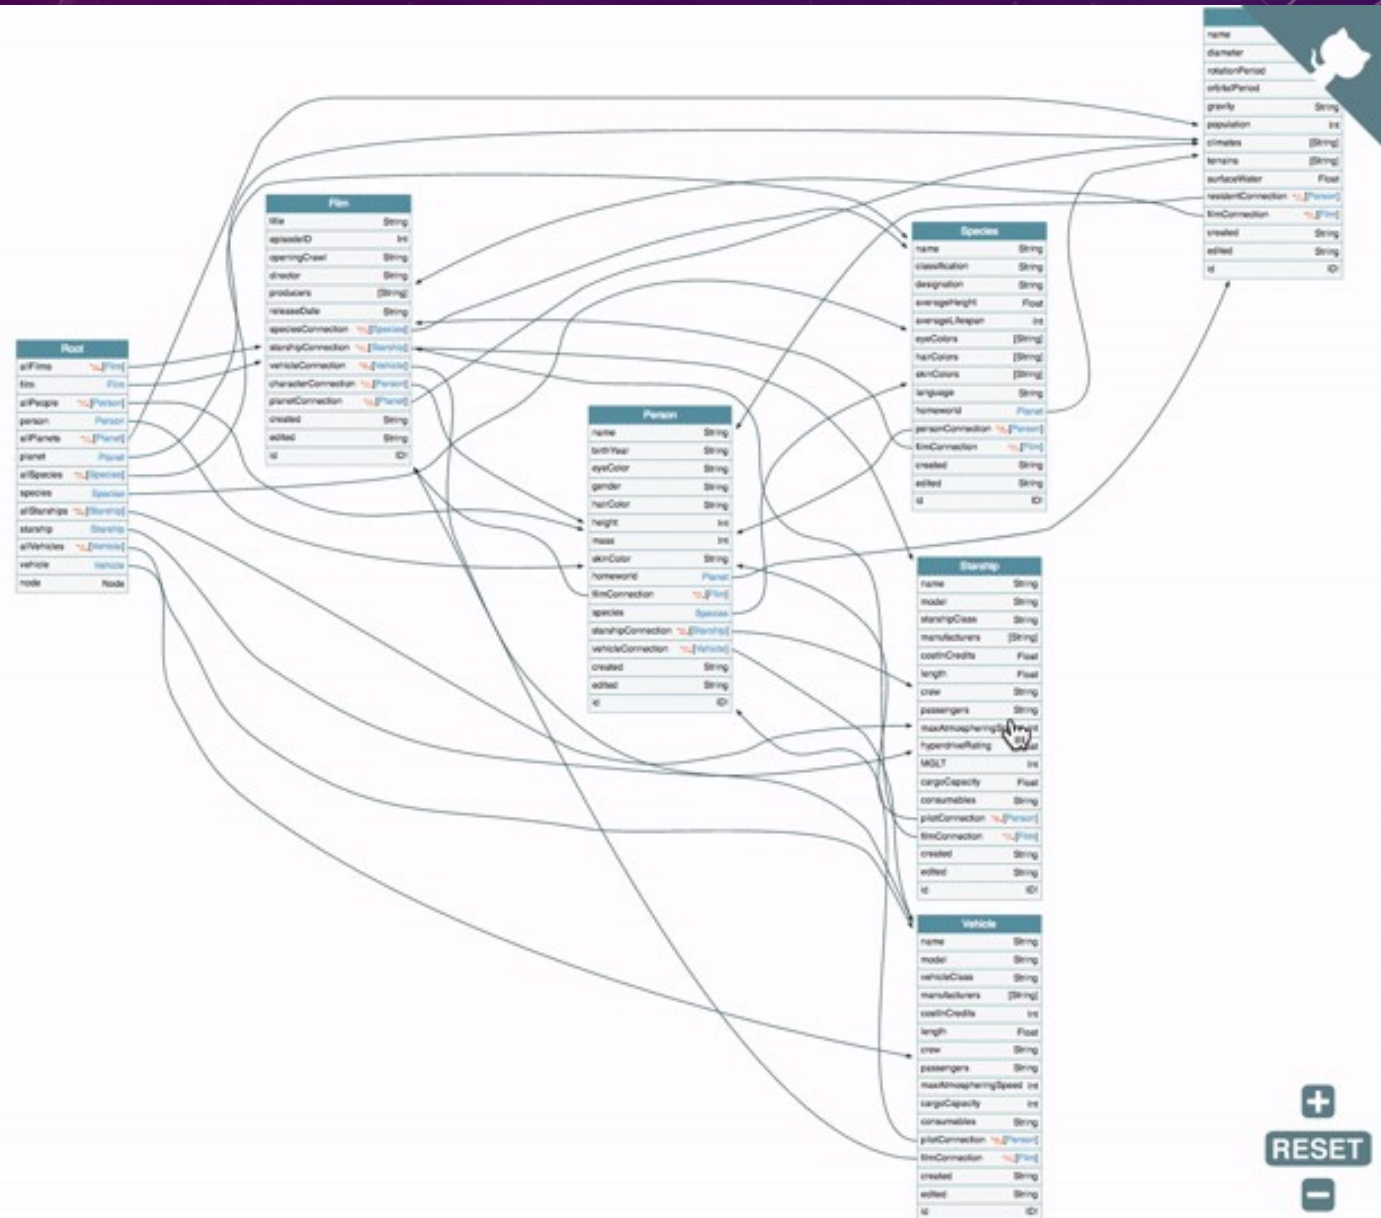 Root
allFilms [Film]
film Film
allPeople [Person]
person Person
allPlanets [Planet]
planet Planet
allSpecies [Species]
species Species
allStarships [Starship]
starship Starship
allVehicles [Vehicle]
vehicle Vehicle
node Node
Film
title String
episodeID Int
openingCrawl String
director String
producers [String]
releaseDate String
speciesConnection [Species]
starshipConnection [Starship]
vehicleConnection [Vehicle]
characterConnection [Person]
planetConnection [Planet]
created String
edited String
id ID!
Person
name String
birthYear String
eyeColor String
gender String
hairColor String
height Int
mass Int
skinColor String
homeworld Planet
filmConnection [Film]
species Species
starshipConnection [Starship]
vehicleConnection [Vehicle]
created String
edited String
id ID!
Species
name String
classification String
designation String
averageHeight Float
averageLifespan Int
eyeColors [String]
hairColors [String]
skinColors [String]
language String
homeworld Planet
personConnection [Person]
filmConnection [Film]
created String
edited String
id ID!
name
diameter
rotationPeriod
orbitalPeriod
gravity String
population Int
climates [String]
terrains [String]
surfaceWater Float
residentConnection [Person]
filmConnection [Film]
created String
edited String
id ID!
Starship
name String
model String
starshipClass String
manufacturers [String]
costInCredits Float
length Float
crew String
passengers String
hyperdriveRating
MGLT Int
cargoCapacity Float
consumables String
pilotConnection [Person]
filmConnection [Film]
created String
edited String
id ID!
Vehicle
name String
model String
vehicleClass String
manufacturers [String]
costInCredits Int
length Float
crew String
passengers String
maxAtmospheringSpeed Int
cargoCapacity Int
consumables String
pilotConnection [Person]
filmConnection [Film]
created String
edited String
id ID!
RESET